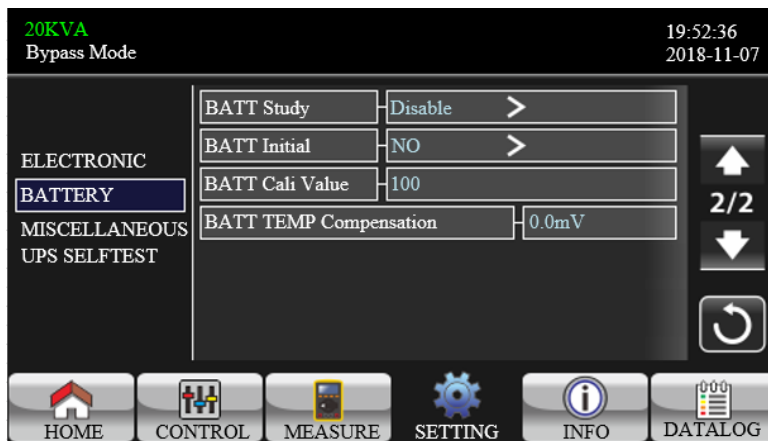 20KVA
Bypass Mode
19:52:36
2018-11-07
ELECTRONIC
BATTERY
MISCELLANEOUS
UPS SELFTEST
BATT Study Disable >
BATT Initial NO >
BATT Cali Value 100
BATT TEMP Compensation 0.0mV
2/2
HOME CONTROL MEASURE SETTING INFO DATALOG